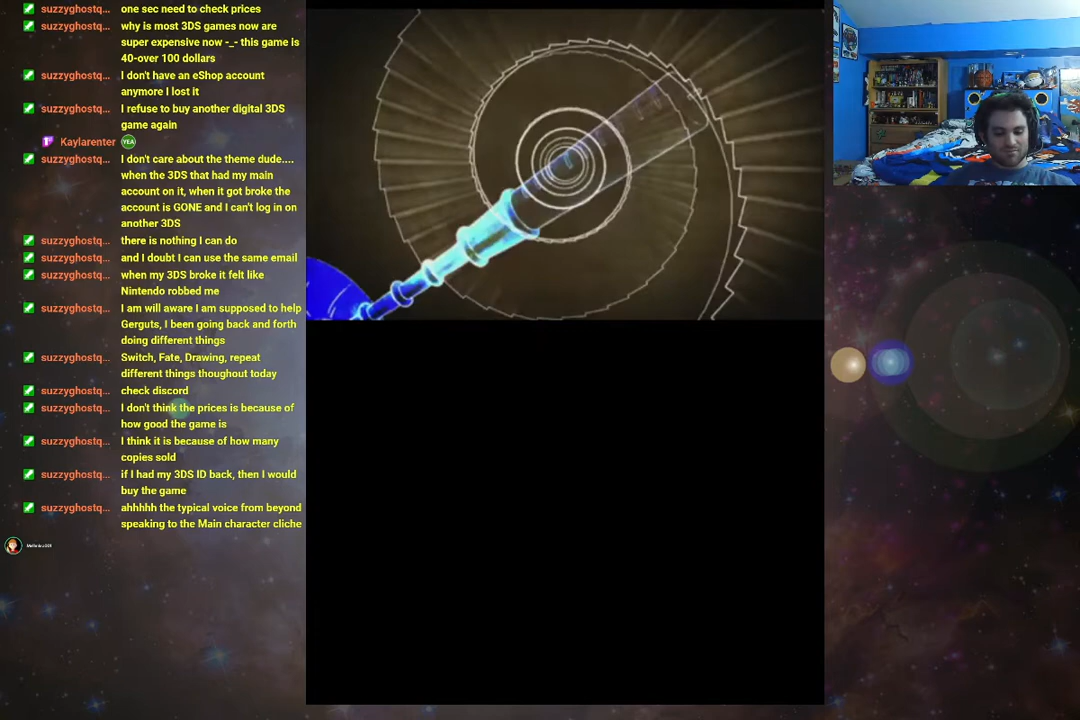 suzzyghostq... one sec need to check prices
suzzyghostq... why is most 3DS games now are
super expensive now -_- this game is
40-over 100 dollars
suzzyghostq... I don't have an eShop account
anymore I lost it
suzzyghostq... I refuse to buy another digital 3DS
game again
Kaylarenter YEA
suzzyghostq... I don't care about the theme dude....
when the 3DS that had my main
account on it, when it got broke the
account is GONE and I can't log in on
another 3DS
suzzyghostq... there is nothing I can do
suzzyghostq... and I doubt I can use the same email
suzzyghostq... when my 3DS broke it felt like
Nintendo robbed me
suzzyghostq... I am will aware I am supposed to help
Gerguts, I been going back and forth
doing different things
suzzyghostq... Switch, Fate, Drawing, repeat
different things thoughout today
suzzyghostq... check discord
suzzyghostq... I don't think the prices is because of
how good the game is
suzzyghostq... I think it is because of how many
copies sold
suzzyghostq... if I had my 3DS ID back, then I would
buy the game
suzzyghostq... ahhhhh the typical voice from beyond
speaking to the Main character cliche